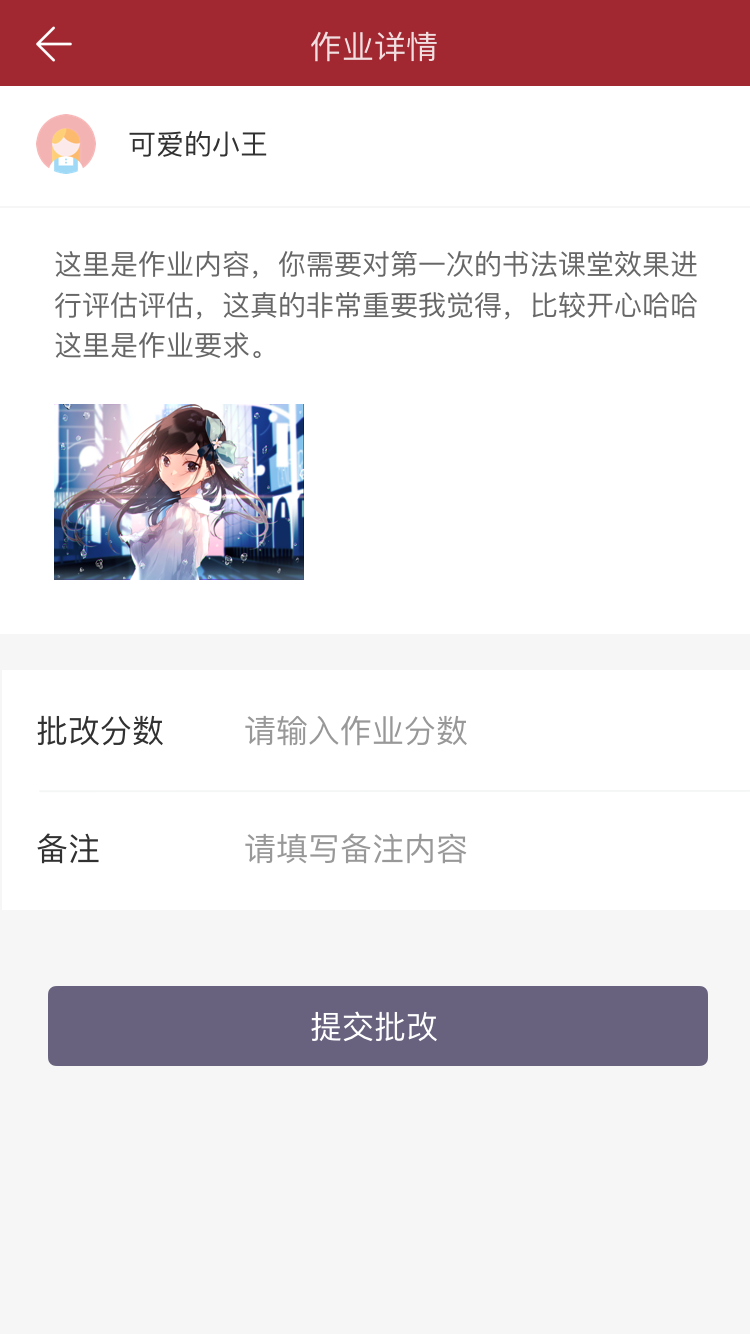 作业详情
可爱的小王
这里是作业内容，你需要对第一次的书法课堂效果进
行评估评估，这真的非常重要我觉得，比较开心哈哈
这里是作业要求。
批改分数 请输入作业分数
备注 请填写备注内容
提交批改